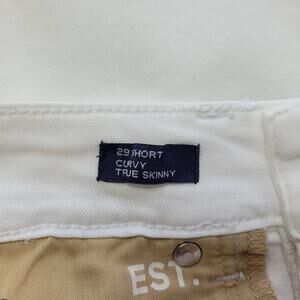 29 SHORT
CURVY
TRUE SKINNY
EST.